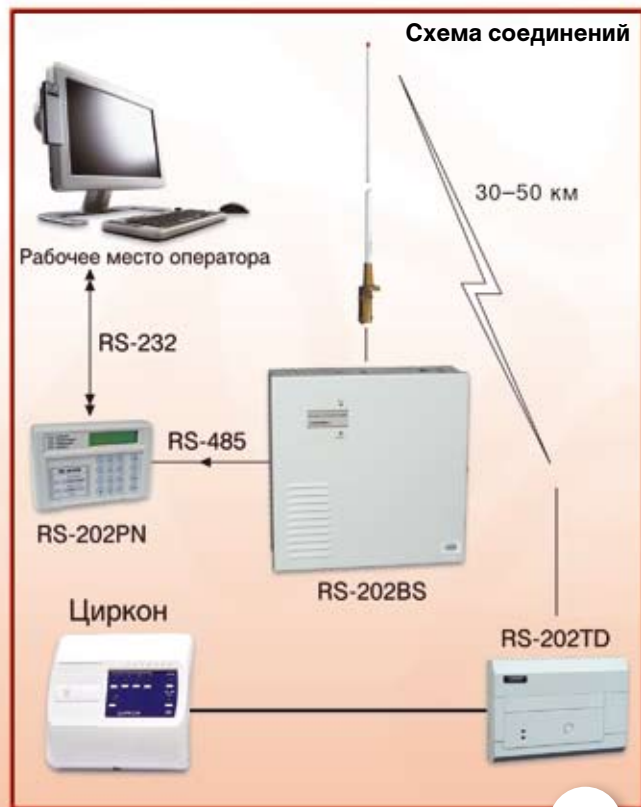 Схема соединений
30–50 км
Рабочее место оператора
RS-232
RS-485
RS-202PN
RS-202BS
Циркон
RS-202TD